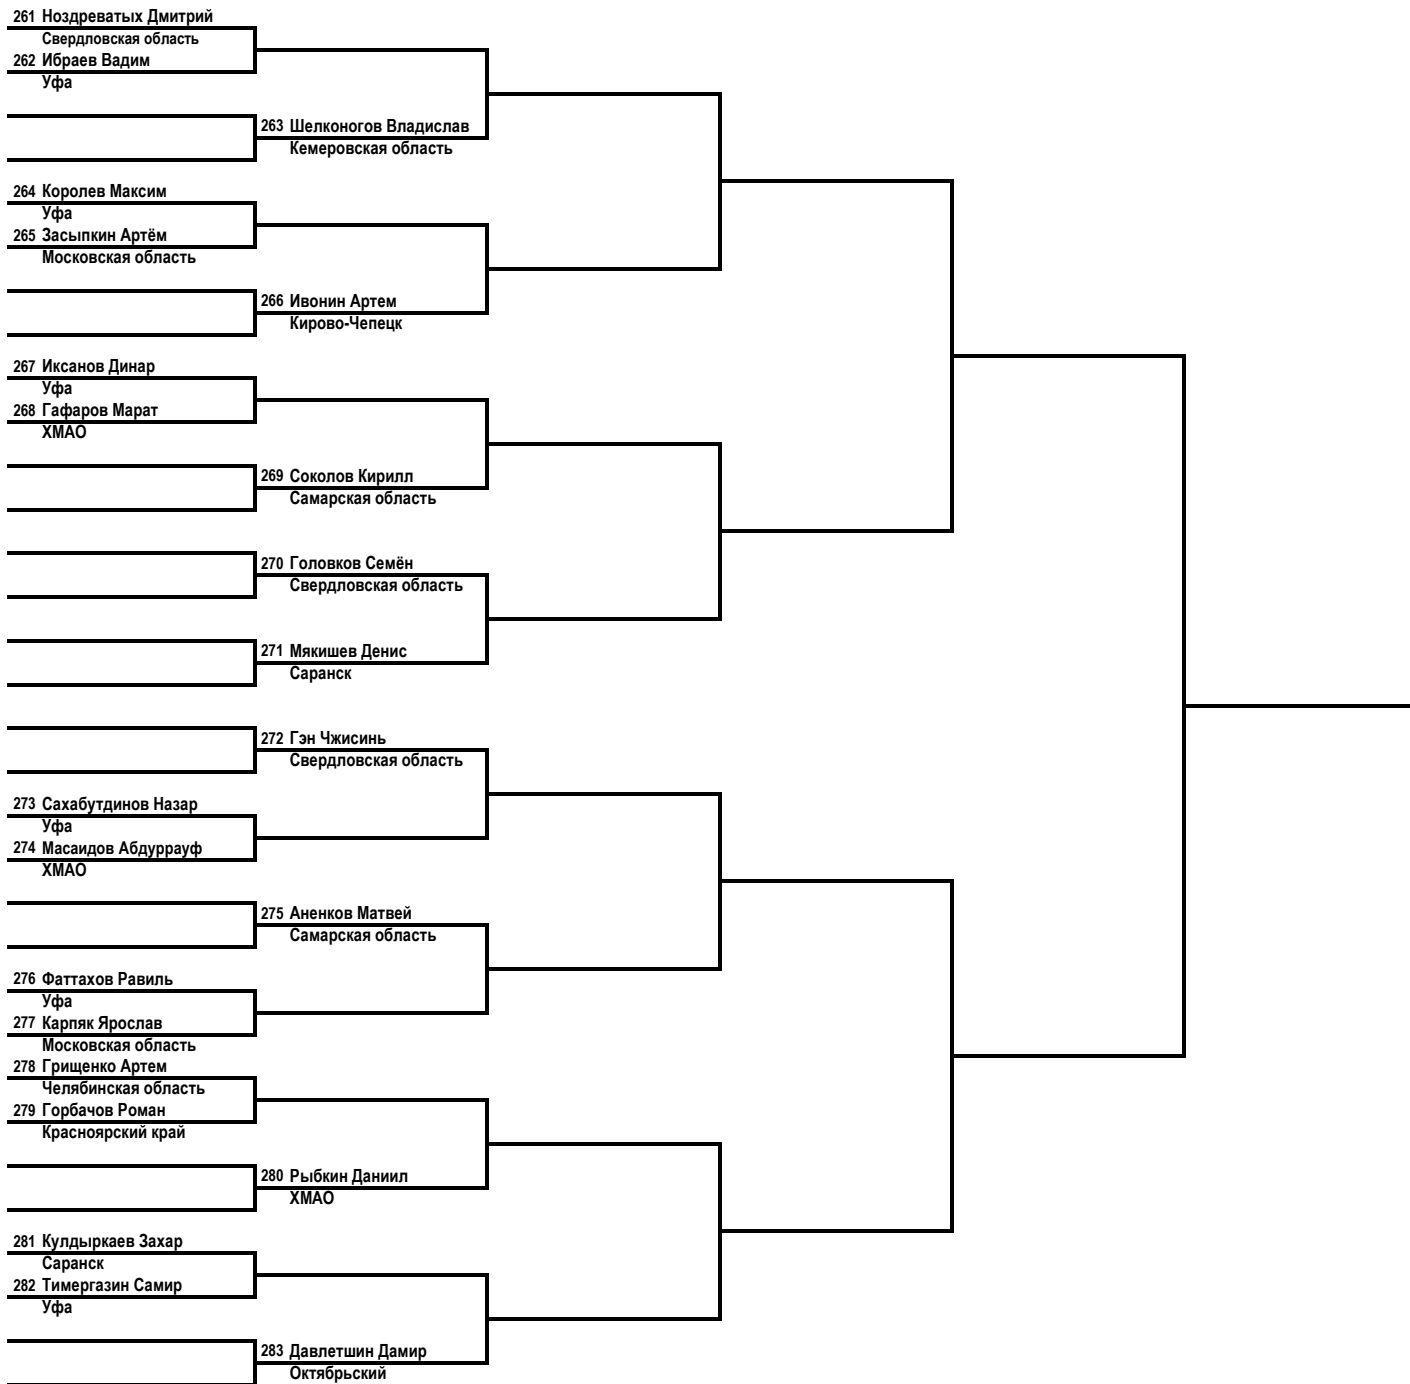 261 Ноздреватых Дмитрий
Свердловская область
262 Ибраев Вадим
Уфа
263 Шелконогов Владислав
Кемеровская область
264 Королев Максим
Уфа
265 Засыпкин Артём
Московская область
266 Ивонин Артем
Кирово-Чепецк
267 Иксанов Динар
Уфа
268 Гафаров Марат
ХМАО
269 Соколов Кирилл
Самарская область
270 Головков Семён
Свердловская область
271 Мякишев Денис
Саранск
272 Гэн Чжисинь
Свердловская область
273 Сахабутдинов Назар
Уфа
274 Масаидов Абдуррауф
ХМАО
275 Аненков Матвей
Самарская область
276 Фаттахов Равиль
Уфа
277 Карпяк Ярослав
Московская область
278 Грищенко Артем
Челябинская область
279 Горбачов Роман
Красноярский край
280 Рыбкин Даниил
ХМАО
281 Кулдыркаев Захар
Саранск
282 Тимергазин Самир
Уфа
283 Давлетшин Дамир
Октябрьский